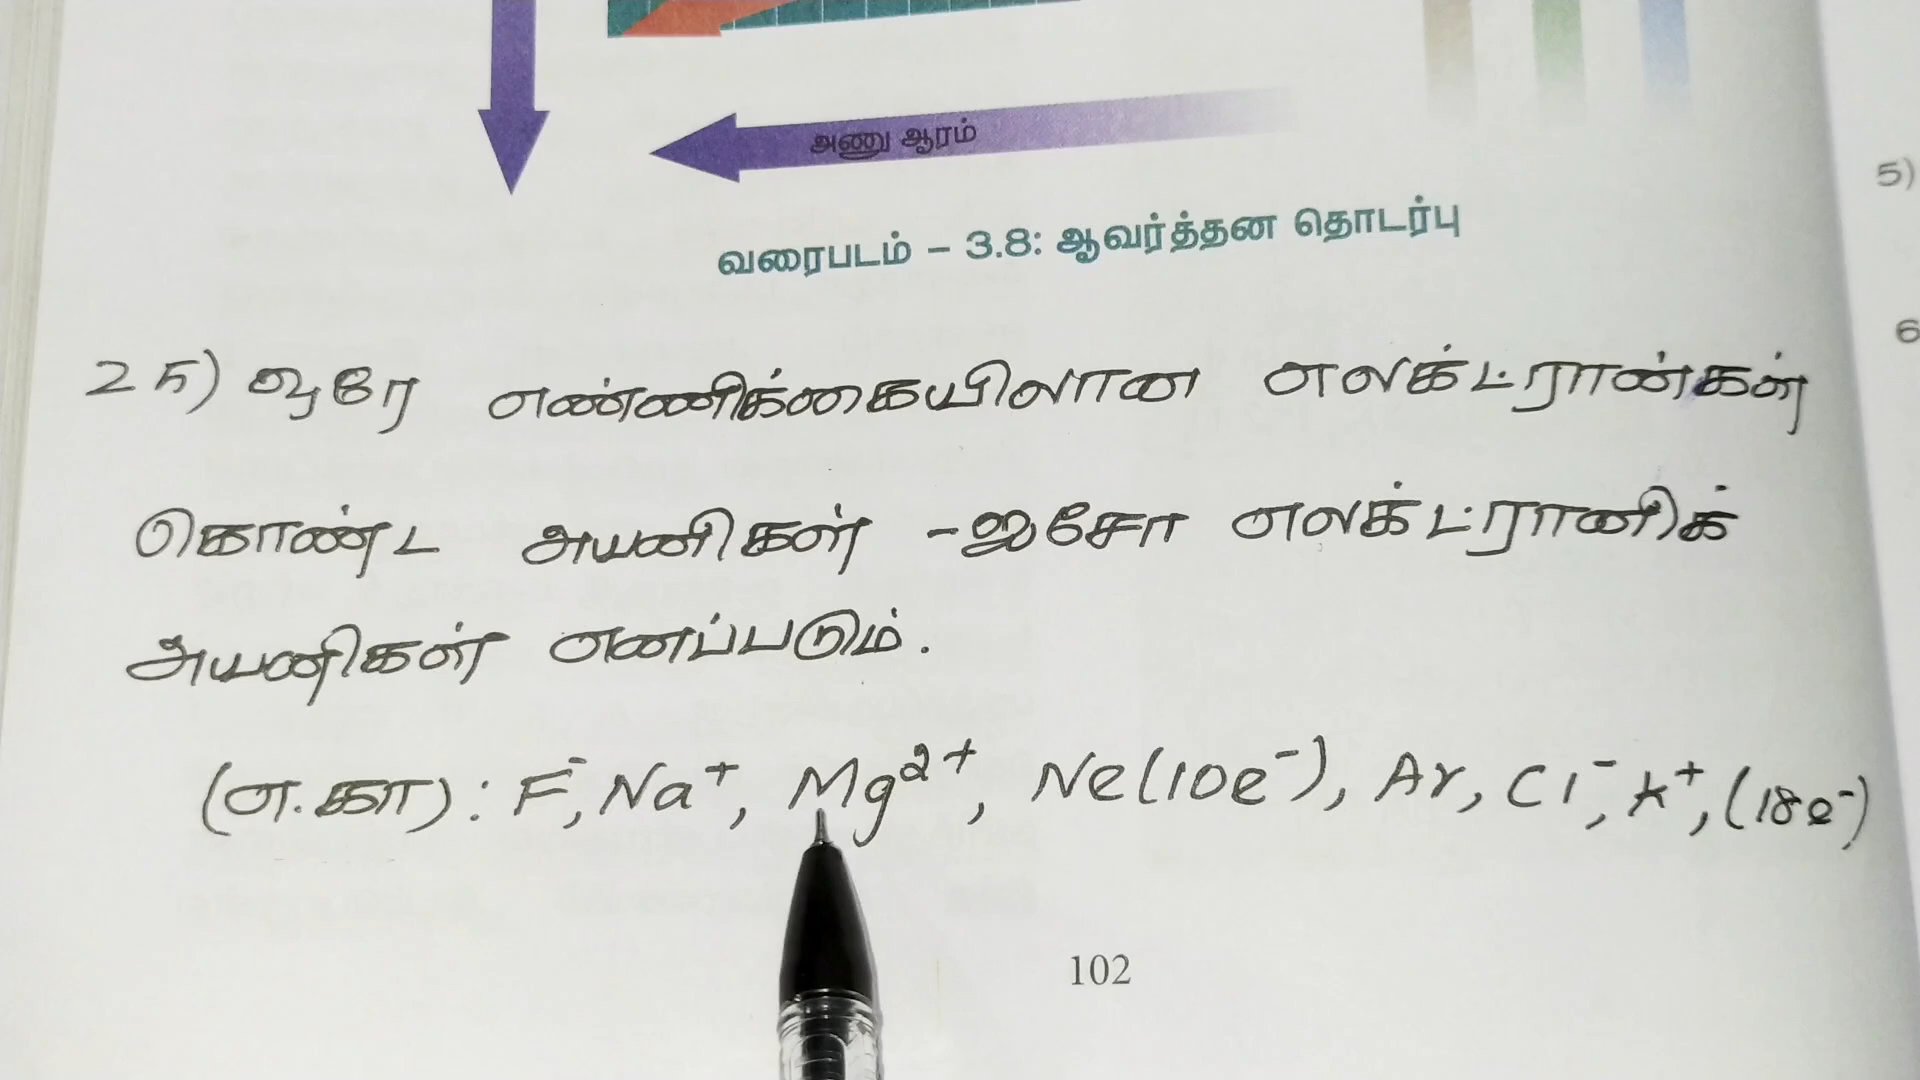 அணு ஆரம்
5)
வரைபடம் – 3.8: ஆவர்த்தன தொடர்பு
6
25) ஒரே எண்ணிக்கையிலான எலக்ட்ரான்கள்
கொண்ட அயனிகள் - ஐசோ எலக்ட்ரானிக்
அயனிகள் எனப்படும்.
(எ.கா): F⁻, Na⁺, Mg²⁺, Ne(10e⁻), Ar, Cl⁻, K⁺, (18e⁻)
102